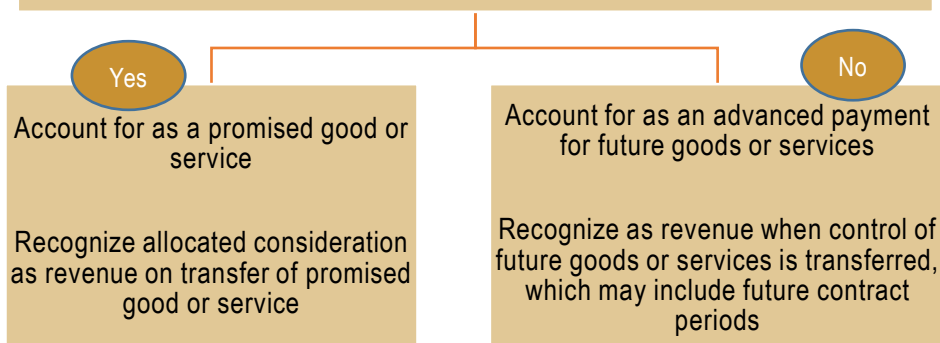 Yes
No
Account for as a promised good or
service
Recognize allocated consideration
as revenue on transfer of promised
good or service
Account for as an advanced payment
for future goods or services
Recognize as revenue when control of
future goods or services is transferred,
which may include future contract
periods